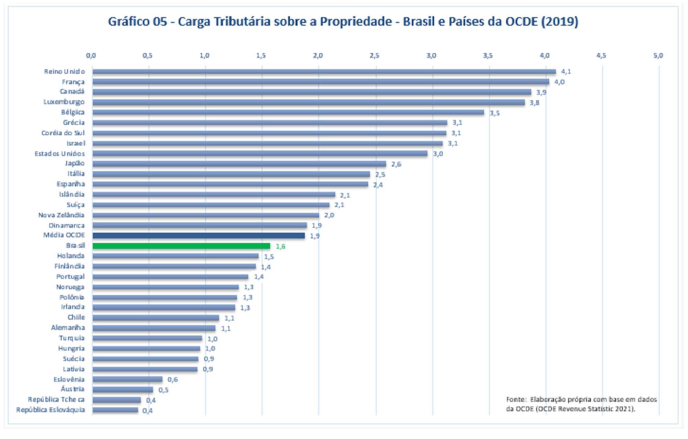 Gráfico 05 - Carga Tributária sobre a Propriedade - Brasil e Países da OCDE (2019)
0,0 0,5 1,0 1,5 2,0 2,5 3,0 3,5 4,0 4,5 5,0
Reino Unido 4,1
França 4,0
Canadá 3,9
Luxemburgo 3,8
Bélgica 3,5
Grécia 3,1
Coréia do Sul 3,1
Israel 3,1
Estados Unidos 3,0
Japão 2,6
Itállia 2,5
Espanha 2,4
Islândia 2,1
Suíça 2,1
Nova Zelândia 2,0
Dinamarca 1,9
Média OCDE 1,9
Brasil 1,6
Holanda 1,5
Finlândia 1,4
Portugal 1,4
Noruega 1,3
Polônia 1,3
Irlanda 1,3
Chile 1,1
Alemanha 1,1
Turquia 1,0
Hungria 1,0
Suécia 0,9
Latívia 0,9
Eslovênia 0,6
Áustria 0,5
República Tcheca 0,4
República Eslováquia 0,4
Fonte: Elaboração própria com base em dados
da OCDE (OCDE Revenue Statistic 2021).